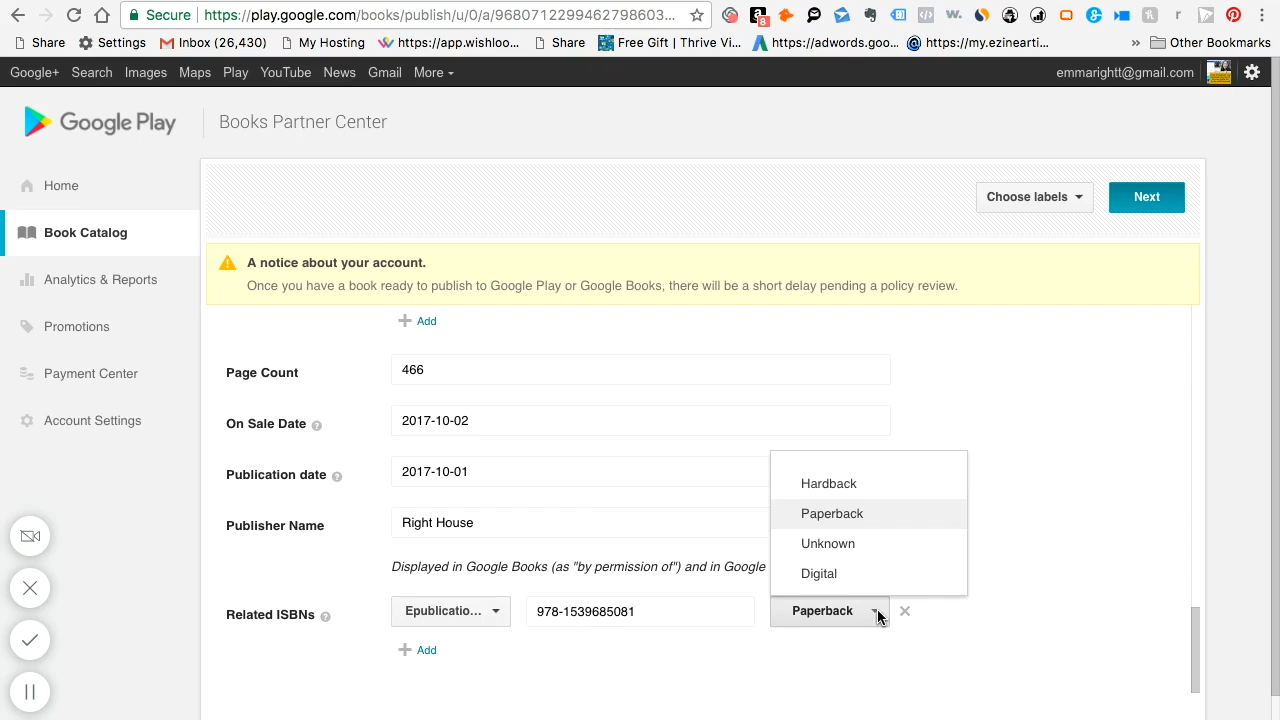 Secure https://play.google.com/books/publish/u/0/a/9680712299462798603...
8
w.
r
Share Settings Inbox (26,430) My Hosting https://app.wishloo... Share Free Gift | Thrive Vi... https://adwords.goo... https://my.ezinearti... » Other Bookmarks
Google+ Search Images Maps Play YouTube News Gmail More emmarightt@gmail.com
Google Play Books Partner Center
Home
Book Catalog
Analytics & Reports
Promotions
Payment Center
Account Settings
Choose labels Next
A notice about your account.
Once you have a book ready to publish to Google Play or Google Books, there will be a short delay pending a policy review.
Add
Page Count 466
On Sale Date ? 2017-10-02
Publication date ? 2017-10-01
Publisher Name Right House
Displayed in Google Books (as "by permission of") and in Google
Hardback
Paperback
Unknown
Digital
Related ISBNs ? Epublicatio... 978-1539685081 Paperback
Add